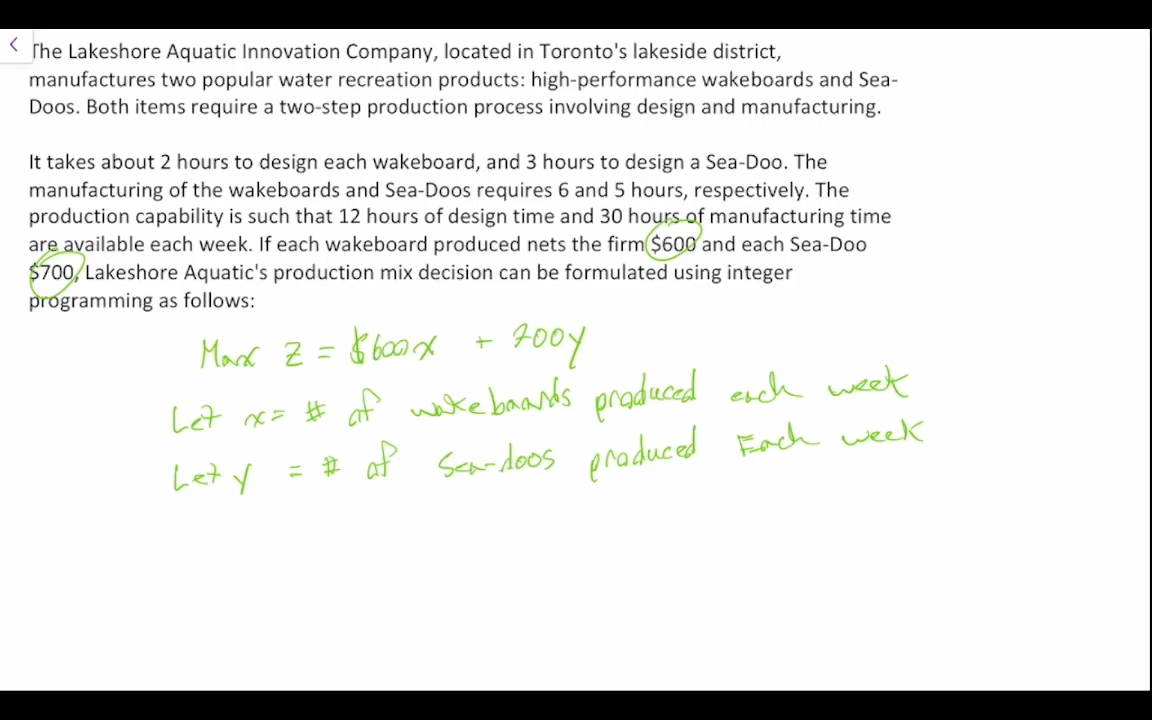 The Lakeshore Aquatic Innovation Company, located in Toronto's lakeside district,
manufactures two popular water recreation products: high-performance wakeboards and Sea-
Doos. Both items require a two-step production process involving design and manufacturing.
It takes about 2 hours to design each wakeboard, and 3 hours to design a Sea-Doo. The
manufacturing of the wakeboards and Sea-Doos requires 6 and 5 hours, respectively. The
production capability is such that 12 hours of design time and 30 hours of manufacturing time
are available each week. If each wakeboard produced nets the firm $600 and each Sea-Doo
$700, Lakeshore Aquatic's production mix decision can be formulated using integer
programming as follows:
Max Z = $600x + 700y
Let x = # of wakeboards produced each week
Let y = # of Sea-doos produced Each week